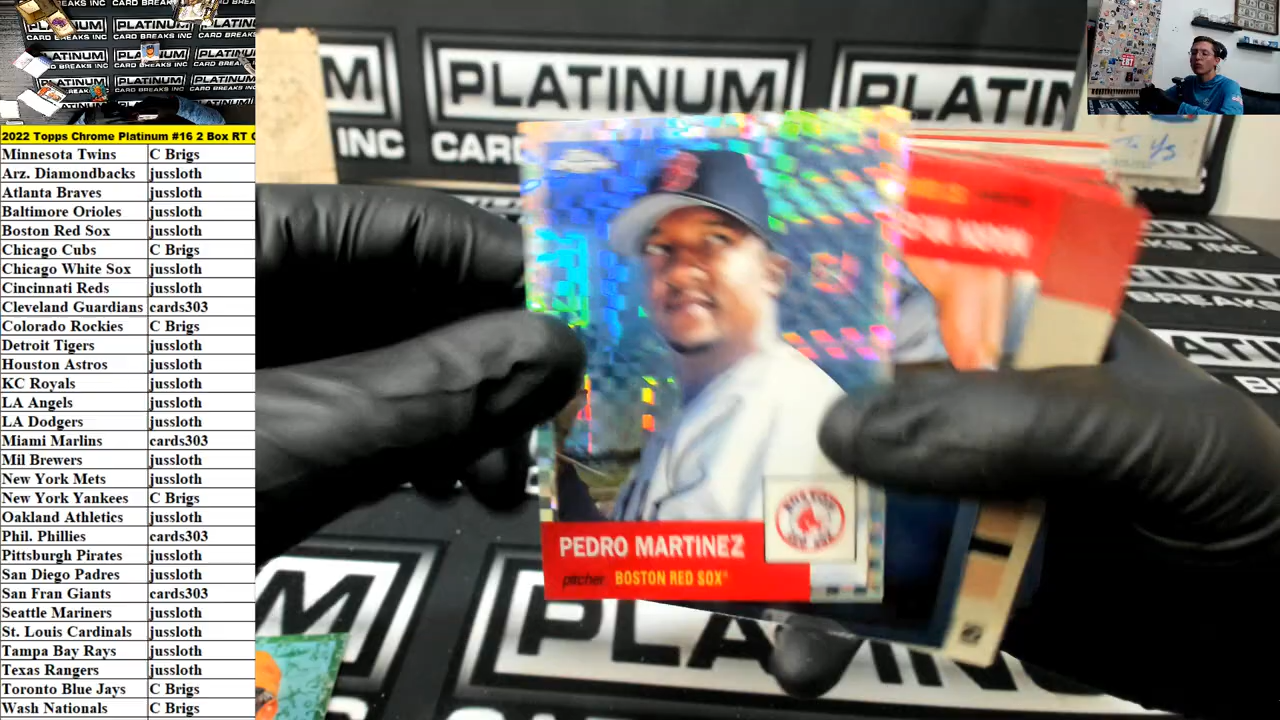 2022 Topps Chrome Platinum #16 2 Box RT
Minnesota Twins C Brigs
Arz. Diamondbacks jussloth
Atlanta Braves jussloth
Baltimore Orioles jussloth
Boston Red Sox jussloth
Chicago Cubs C Brigs
Chicago White Sox jussloth
Cincinnati Reds jussloth
Cleveland Guardians cards303
Colorado Rockies C Brigs
Detroit Tigers jussloth
Houston Astros jussloth
KC Royals jussloth
LA Angels jussloth
LA Dodgers jussloth
Miami Marlins cards303
Mil Brewers jussloth
New York Mets jussloth
New York Yankees C Brigs
Oakland Athletics jussloth
Phil. Phillies cards303
Pittsburgh Pirates jussloth
San Diego Padres jussloth
San Fran Giants cards303
Seattle Mariners jussloth
St. Louis Cardinals jussloth
Tampa Bay Rays jussloth
Texas Rangers jussloth
Toronto Blue Jays C Brigs
Wash Nationals C Brigs
PLATINUM
CARD BREAKS INC
M PLATINUM PLATIN
INC CAR
PEDRO MARTINEZ
pitcher BOSTON RED SOX
BOSTON
RED SOX